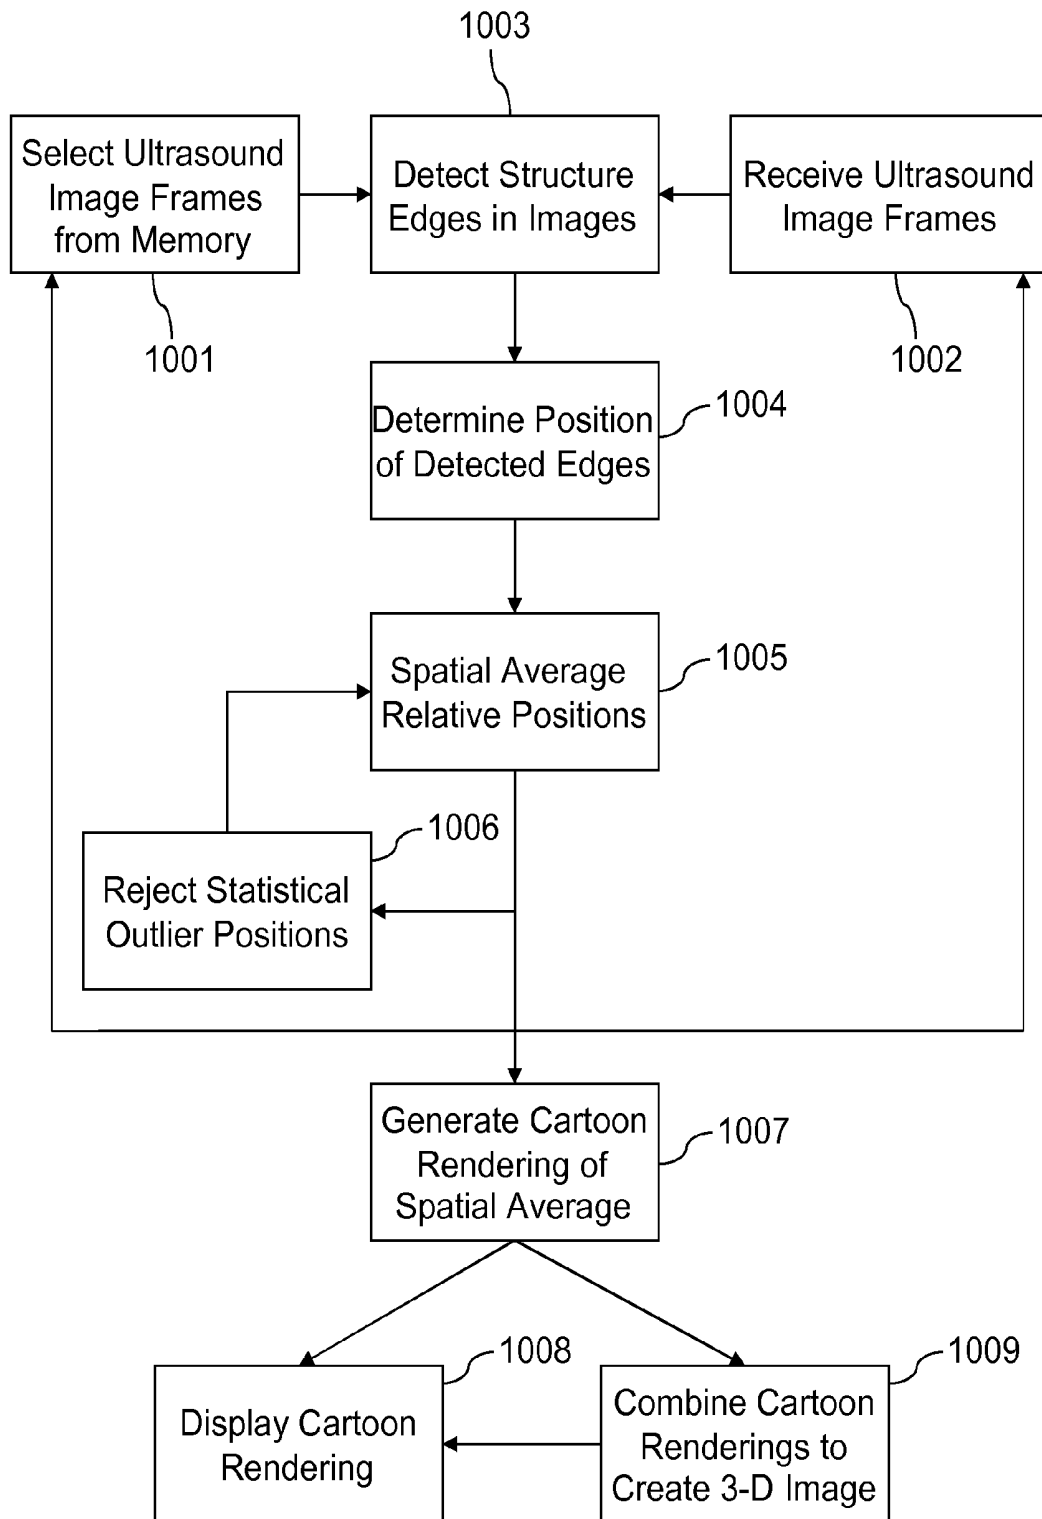 1003
Select Ultrasound
Image Frames
from Memory
Detect Structure
Edges in Images
Receive Ultrasound
Image Frames
1001
1002
1004
Determine Position
of Detected Edges
1005
Spatial Average
Relative Positions
1006
Reject Statistical
Outlier Positions
Generate Cartoon
Rendering of
Spatial Average
1007
1008
1009
Display Cartoon
Rendering
Combine Cartoon
Renderings to
Create 3-D Image